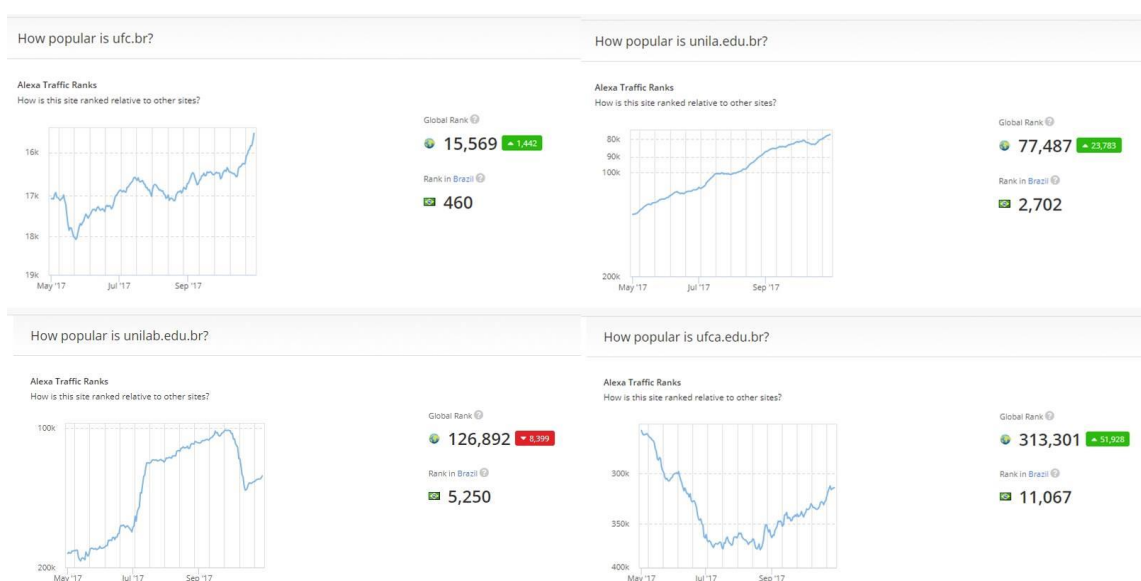 How popular is ufc.br?
Alexa Traffic Ranks
How is this site ranked relative to other sites?
16k
17k
18k
19k
May '17 Jul '17 Sep '17
Global Rank ?
15,569 1,442
Rank in Brazil ?
460
How popular is unila.edu.br?
Alexa Traffic Ranks
How is this site ranked relative to other sites?
80k
90k
100k
200k
May '17 Jul '17 Sep '17
Global Rank ?
77,487 23,783
Rank in Brazil ?
2,702
How popular is unilab.edu.br?
Alexa Traffic Ranks
How is this site ranked relative to other sites?
100k
200k
May '17 Jul '17 Sep '17
Global Rank ?
126,892 8,399
Rank in Brazil ?
5,250
How popular is ufca.edu.br?
Alexa Traffic Ranks
How is this site ranked relative to other sites?
300k
350k
400k
May '17 Jul '17 Sep '17
Global Rank ?
313,301 51,928
Rank in Brazil ?
11,067